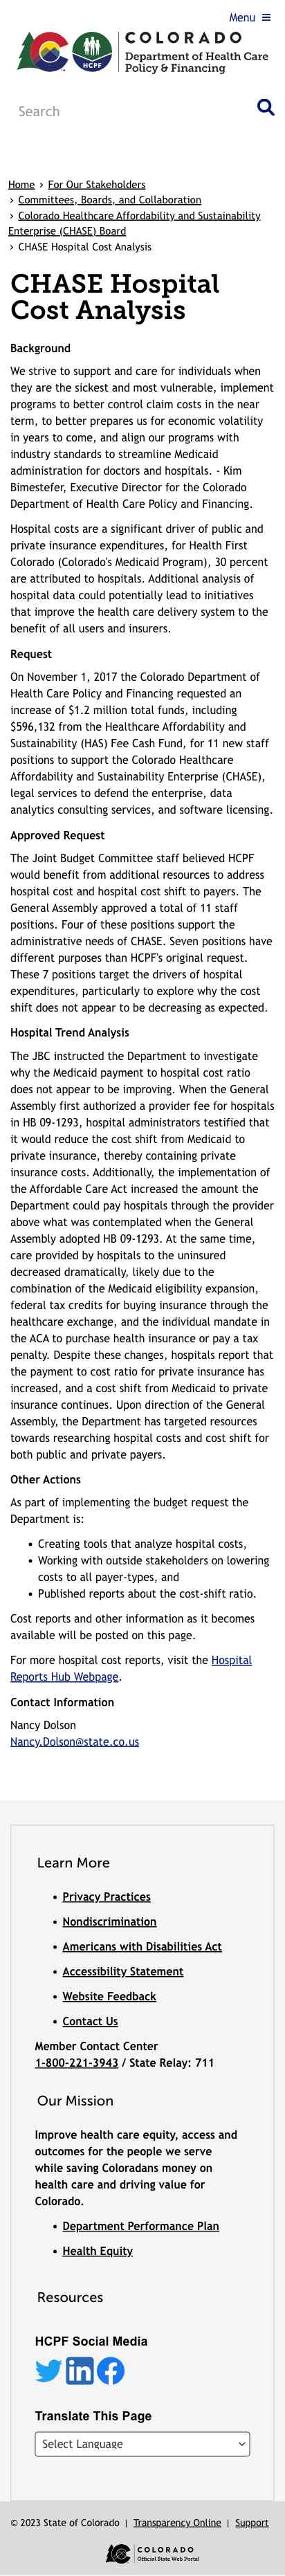 Menu
COLORADO
HCPF
Department of Health Care
Policy & Financing
Search
Home › For Our Stakeholders
› Committees, Boards, and Collaboration
› Colorado Healthcare Affordability and Sustainability
Enterprise (CHASE) Board
› CHASE Hospital Cost Analysis
CHASE Hospital
Cost Analysis
Background
We strive to support and care for individuals when
they are the sickest and most vulnerable, implement
programs to better control claim costs in the near
term, to better prepares us for economic volatility
in years to come, and align our programs with
industry standards to streamline Medicaid
administration for doctors and hospitals. - Kim
Bimestefer, Executive Director for the Colorado
Department of Health Care Policy and Financing.
Hospital costs are a significant driver of public and
private insurance expenditures, for Health First
Colorado (Colorado's Medicaid Program), 30 percent
are attributed to hospitals. Additional analysis of
hospital data could potentially lead to initiatives
that improve the health care delivery system to the
benefit of all users and insurers.
Request
On November 1, 2017 the Colorado Department of
Health Care Policy and Financing requested an
increase of $1.2 million total funds, including
$596,132 from the Healthcare Affordability and
Sustainability (HAS) Fee Cash Fund, for 11 new staff
positions to support the Colorado Healthcare
Affordability and Sustainability Enterprise (CHASE),
legal services to defend the enterprise, data
analytics consulting services, and software licensing.
Approved Request
The Joint Budget Committee staff believed HCPF
would benefit from additional resources to address
hospital cost and hospital cost shift to payers. The
General Assembly approved a total of 11 staff
positions. Four of these positions support the
administrative needs of CHASE. Seven positions have
different purposes than HCPF's original request.
These 7 positions target the drivers of hospital
expenditures, particularly to explore why the cost
shift does not appear to be decreasing as expected.
Hospital Trend Analysis
The JBC instructed the Department to investigate
why the Medicaid payment to hospital cost ratio
does not appear to be improving. When the General
Assembly first authorized a provider fee for hospitals
in HB 09-1293, hospital administrators testified that
it would reduce the cost shift from Medicaid to
private insurance, thereby containing private
insurance costs. Additionally, the implementation of
the Affordable Care Act increased the amount the
Department could pay hospitals through the provider
above what was contemplated when the General
Assembly adopted HB 09-1293. At the same time,
care provided by hospitals to the uninsured
decreased dramatically, likely due to the
combination of the Medicaid eligibility expansion,
federal tax credits for buying insurance through the
healthcare exchange, and the individual mandate in
the ACA to purchase health insurance or pay a tax
penalty. Despite these changes, hospitals report that
the payment to cost ratio for private insurance has
increased, and a cost shift from Medicaid to private
insurance continues. Upon direction of the General
Assembly, the Department has targeted resources
towards researching hospital costs and cost shift for
both public and private payers.
Other Actions
As part of implementing the budget request the
Department is:
• Creating tools that analyze hospital costs,
• Working with outside stakeholders on lowering
costs to all payer-types, and
• Published reports about the cost-shift ratio.
Cost reports and other information as it becomes
available will be posted on this page.
For more hospital cost reports, visit the Hospital
Reports Hub Webpage.
Contact Information
Nancy Dolson
Nancy.Dolson@state.co.us
Learn More
• Privacy Practices
• Nondiscrimination
• Americans with Disabilities Act
• Accessibility Statement
• Website Feedback
• Contact Us
Member Contact Center
1-800-221-3943 / State Relay: 711
Our Mission
Improve health care equity, access and
outcomes for the people we serve
while saving Coloradans money on
health care and driving value for
Colorado.
• Department Performance Plan
• Health Equity
Resources
HCPF Social Media
Translate This Page
Select Language
© 2023 State of Colorado | Transparency Online | Support
COLORADO
Official State Web Portal